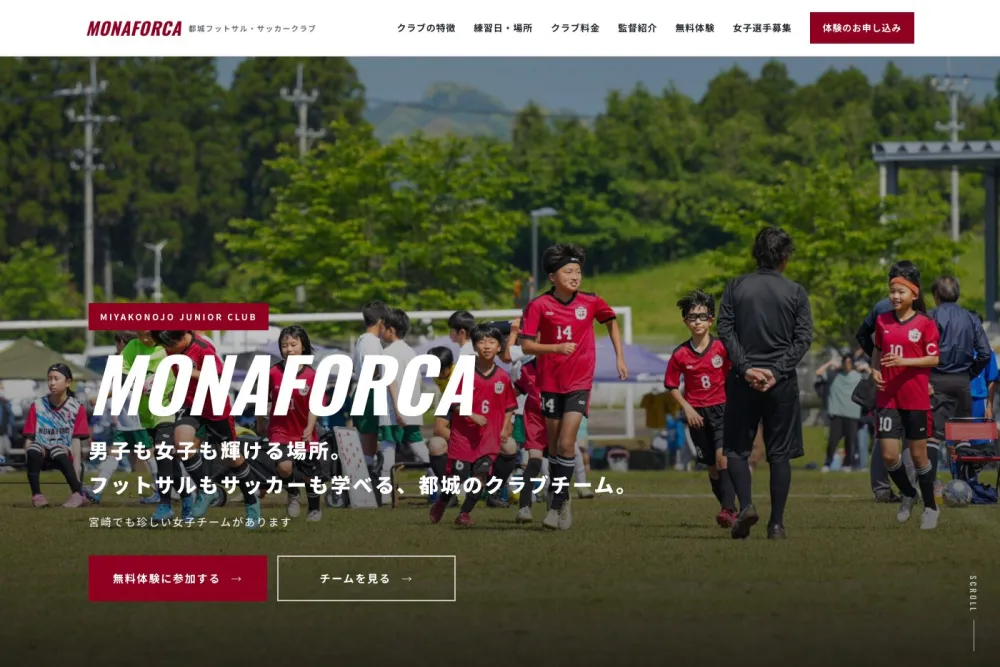 MONAFORCA 都城フットサル・サッカークラブ
クラブの特徴 練習日・場所 クラブ料金 監督紹介 無料体験 女子選手募集 体験のお申し込み
MIYAKONOJO JUNIOR CLUB
MONAFORCA
男子も女子も輝ける場所。
フットサルもサッカーも学べる、都城のクラブチーム。
宮崎でも珍しい女子チームがあります
無料体験に参加する →
チームを見る →
SCROLL
14
14
6
8
10
10